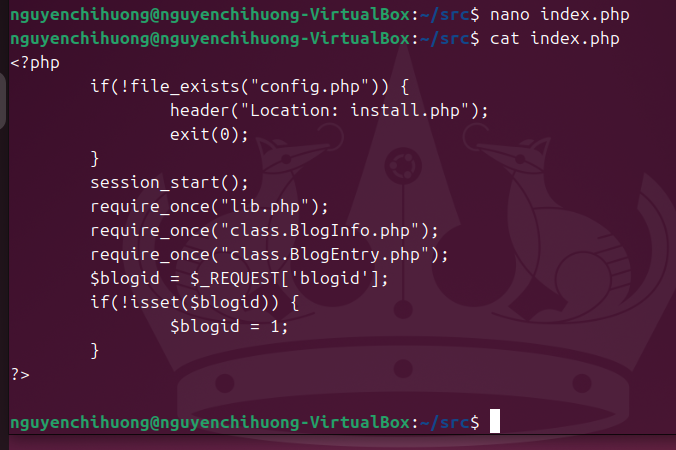 nguyenchihuong@nguyenchihuong-VirtualBox:~/src$ nano index.php
nguyenchihuong@nguyenchihuong-VirtualBox:~/src$ cat index.php
<?php
        if(!file_exists("config.php")) {
                header("Location: install.php");
                exit(0);
        }
        session_start();
        require_once("lib.php");
        require_once("class.BlogInfo.php");
        require_once("class.BlogEntry.php");
        $blogid = $_REQUEST['blogid'];
        if(!isset($blogid)) {
                $blogid = 1;
        }
?>
nguyenchihuong@nguyenchihuong-VirtualBox:~/src$